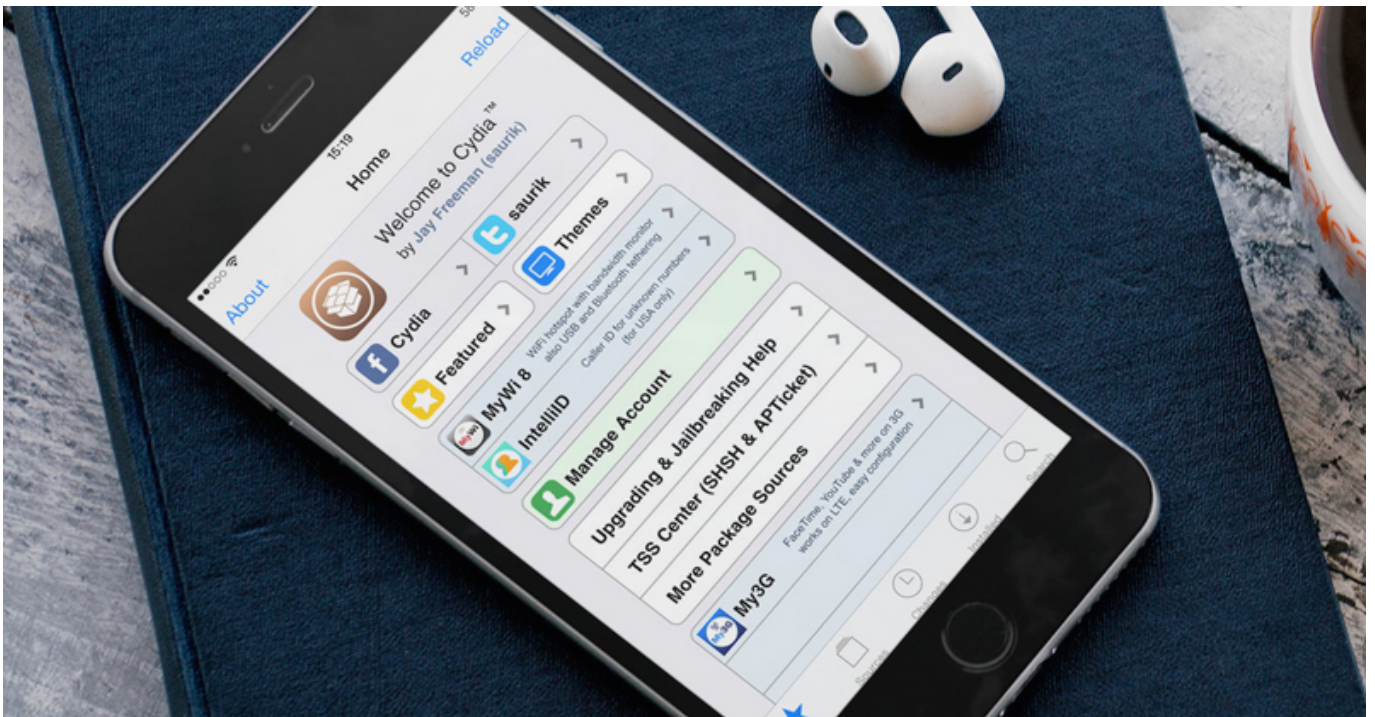 58
15:19
About
Home
Reload
Welcome to Cydia™
by Jay Freeman (saurik)
Cydia
saurik
Featured
Themes
MyWi 8
WiFi hotspot with bandwidth monitor
also USB and Bluetooth tethering
IntelliID
Caller ID for unknown numbers
(for USA only)
Manage Account
Upgrading & Jailbreaking Help
TSS Center (SHSH & APTicket)
More Package Sources
My3G
FaceTime, YouTube & more on 3G
works on LTE, easy configuration
Sources
Changes
Installed
Search